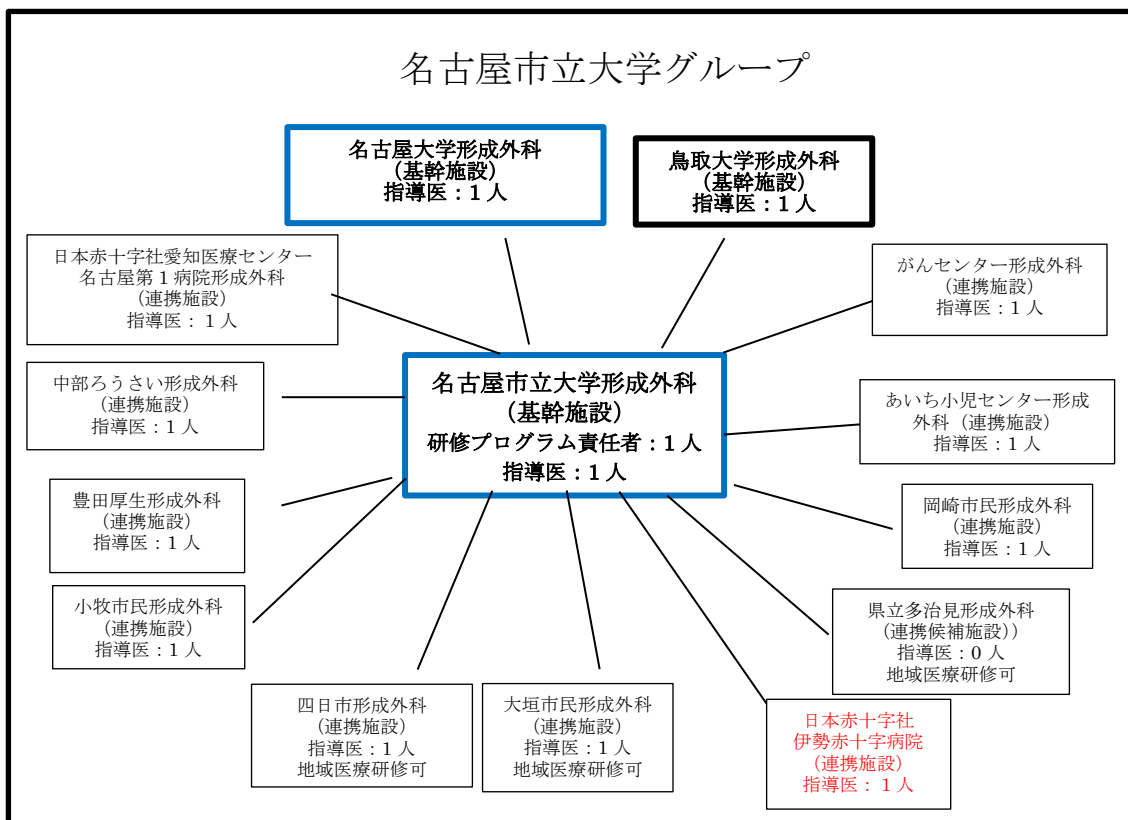 名古屋市立大学グループ
名古屋大学形成外科
(基幹施設)
指導医：1人
鳥取大学形成外科
(基幹施設)
指導医：1人
日本赤十字社愛知医療センター
名古屋第1病院形成外科
(連携施設)
指導医：1人
がんセンター形成外科
(連携施設)
指導医：1人
中部ろうさい形成外科
(連携施設)
指導医：1人
名古屋市立大学形成外科
(基幹施設)
研修プログラム責任者：1人
指導医：1人
あいち小児センター形成
外科（連携施設）
指導医：1人
豊田厚生形成外科
(連携施設)
指導医：1人
岡崎市民形成外科
(連携施設)
指導医：1人
小牧市民形成外科
(連携施設)
指導医：1人
県立多治見形成外科
(連携候補施設))
指導医：0人
地域医療研修可
四日市形成外科
(連携施設)
指導医：1人
地域医療研修可
大垣市民形成外科
(連携施設)
指導医：1人
地域医療研修可
日本赤十字社
伊勢赤十字病院
(連携施設)
指導医：1人